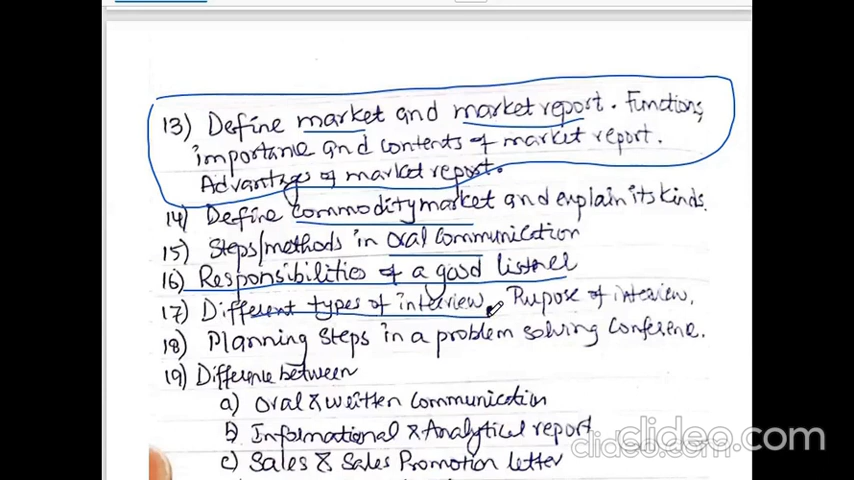 13) Define market and market report. Functions,
importance and contents of market report.
Advantages of market report.
14) Define commodity market and explain its kinds.
15) Steps/methods in oral communication
16) Responsibilities of a good listner
17) Different types of interview, Purpose of interview.
18) Planning steps in a problem solving conference.
19) Difference between
a) Oral & written communication
b) Informational & Analytical report
c) Sales & Sales Promotion letter
clideo.com
clideo.com